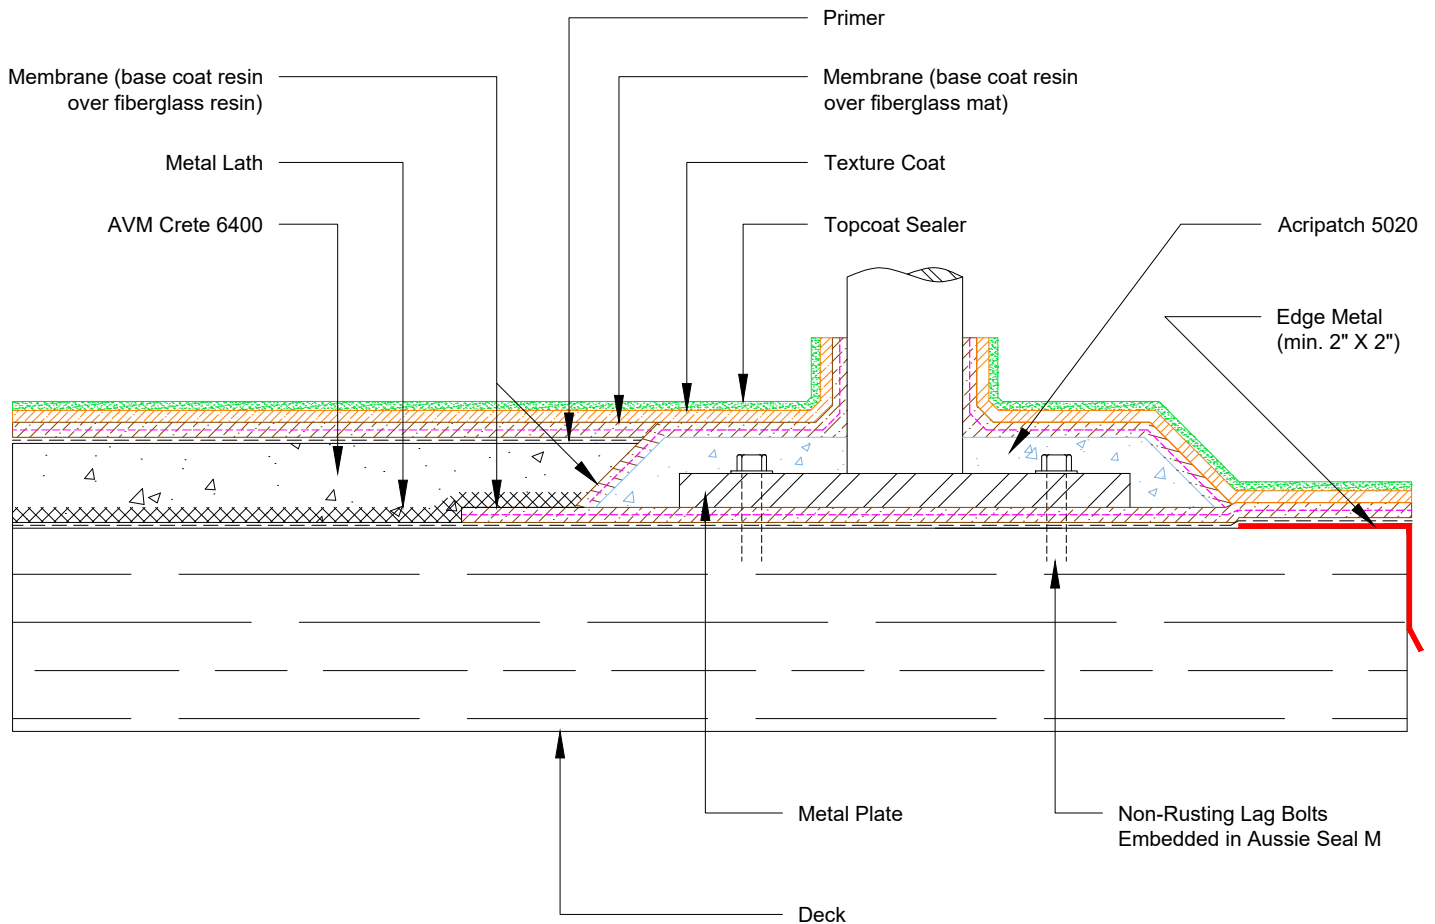 Primer
Membrane (base coat resin
over fiberglass resin)
Membrane (base coat resin
over fiberglass mat)
Metal Lath
Texture Coat
AVM Crete 6400
Topcoat Sealer
Acripatch 5020
Edge Metal
(min. 2" X 2")
Metal Plate
Non-Rusting Lag Bolts
Embedded in Aussie Seal M
Deck